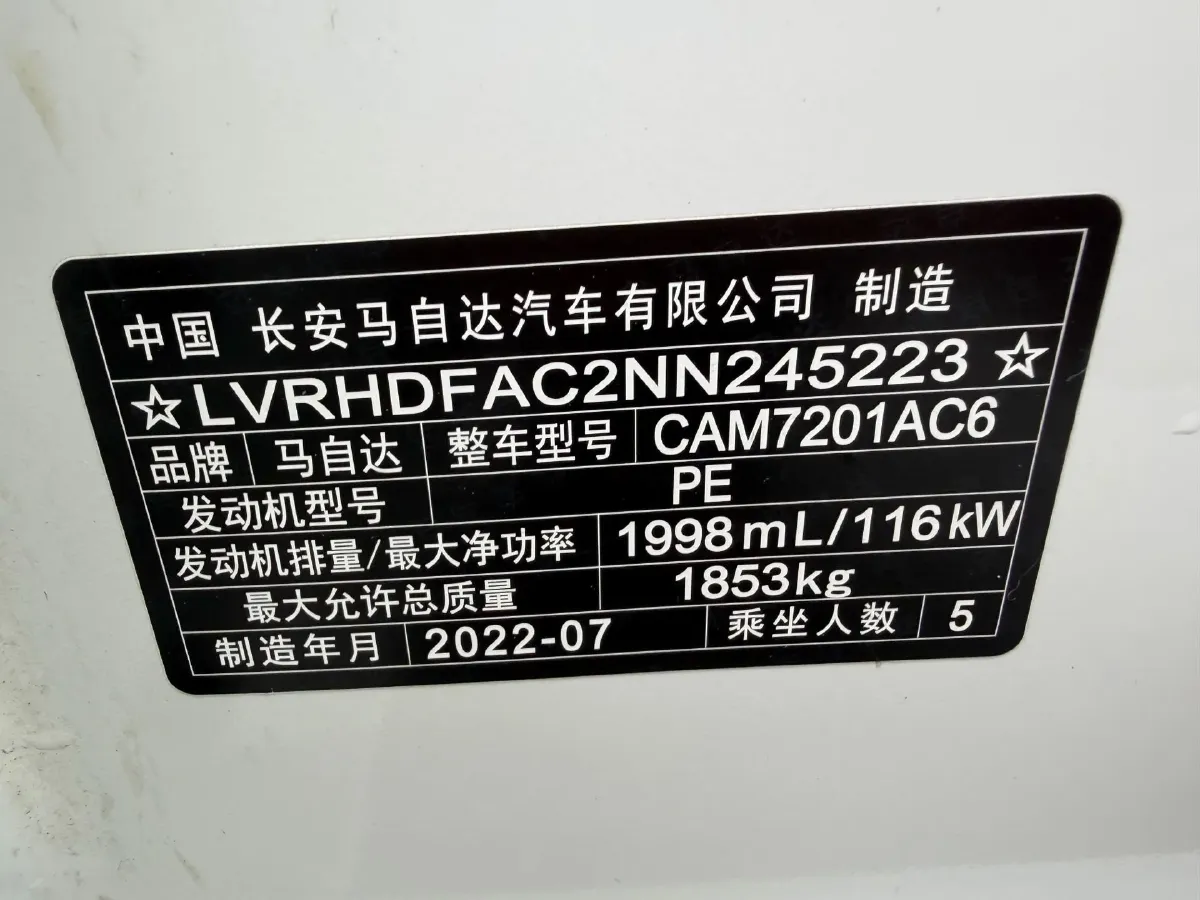 中国 长安马自达汽车有限公司 制造
☆LVRHDFAC2NN245223☆
品牌 马自达 整车型号 CAM7201AC6
发动机型号 PE
发动机排量/最大净功率 1998mL/116kW
最大允许总质量 1853kg
制造年月 2022-07 乘坐人数 5